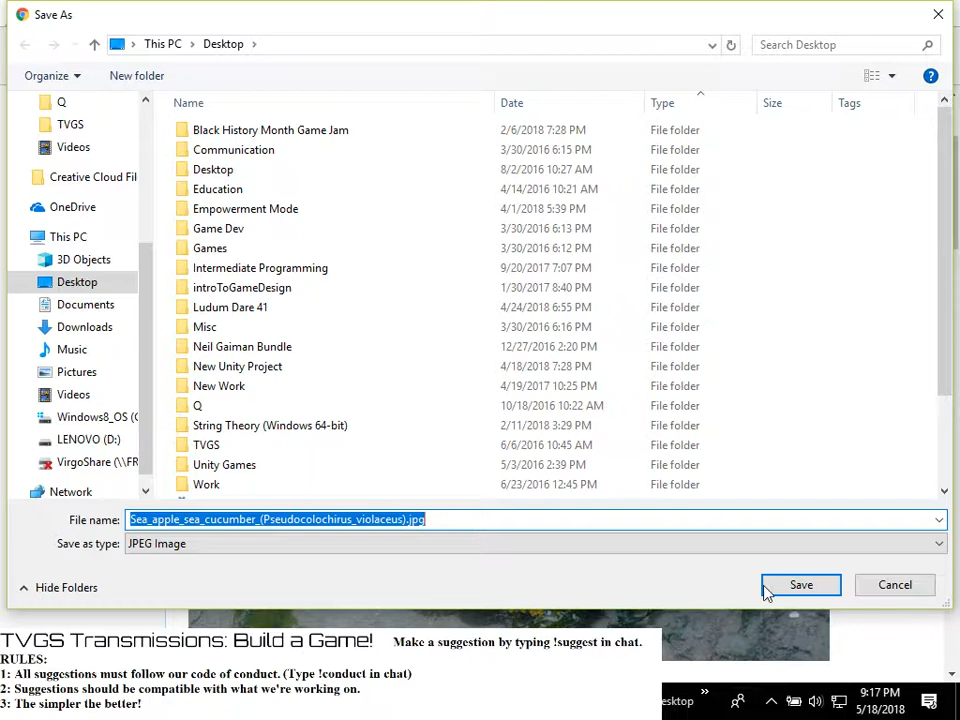 Save As
This PC Desktop
Search Desktop
Organize New folder
Name Date Type Size Tags
Q
TVGS
Videos
Creative Cloud Fil
OneDrive
This PC
3D Objects
Desktop
Documents
Downloads
Music
Pictures
Videos
Windows8_OS (C
LENOVO (D:)
VirgoShare (\\FR
Network
Black History Month Game Jam 2/6/2018 7:28 PM File folder
Communication 3/30/2016 6:15 PM File folder
Desktop 8/2/2016 10:27 AM File folder
Education 4/14/2016 10:21 AM File folder
Empowerment Mode 4/1/2018 5:39 PM File folder
Game Dev 3/30/2016 6:13 PM File folder
Games 3/30/2016 6:12 PM File folder
Intermediate Programming 9/20/2017 7:07 PM File folder
introToGameDesign 1/30/2017 8:40 PM File folder
Ludum Dare 41 4/24/2018 6:55 PM File folder
Misc 3/30/2016 6:16 PM File folder
Neil Gaiman Bundle 12/27/2016 2:20 PM File folder
New Unity Project 4/18/2018 7:28 PM File folder
New Work 4/19/2017 10:25 PM File folder
Q 10/18/2016 10:22 AM File folder
String Theory (Windows 64-bit) 2/11/2018 3:29 PM File folder
TVGS 6/6/2016 10:45 AM File folder
Unity Games 5/3/2016 2:39 PM File folder
Work 6/23/2016 12:45 PM File folder
File name: Sea_apple_sea_cucumber_(Pseudocolochirus_violaceus).jpg
Save as type: JPEG Image
Hide Folders Save Cancel
TVGS Transmissions: Build a Game! Make a suggestion by typing !suggest in chat.
RULES:
1: All suggestions must follow our code of conduct. (Type !conduct in chat)
2: Suggestions should be compatible with what we're working on.
3: The simpler the better!
esktop
9:17 PM
5/18/2018